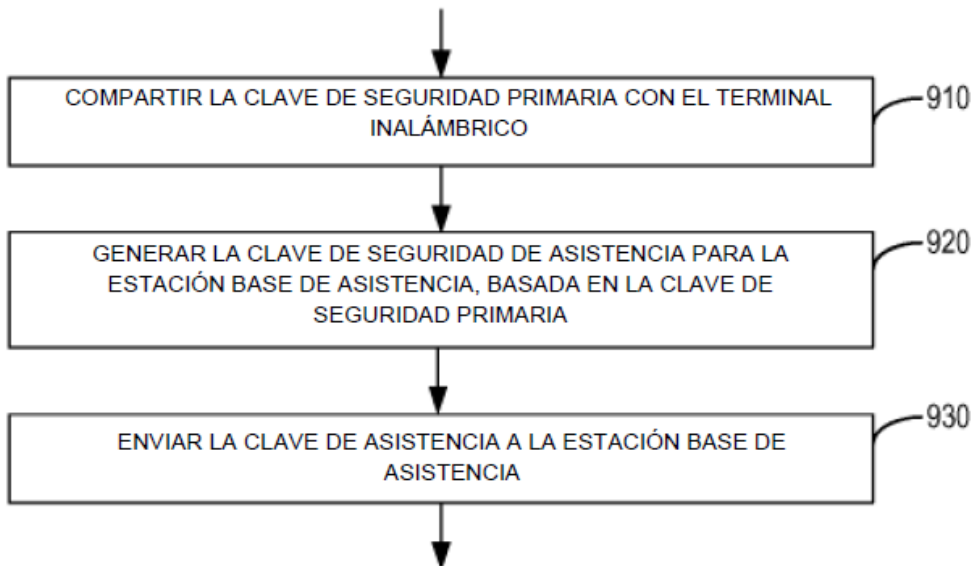 COMPARTIR LA CLAVE DE SEGURIDAD PRIMARIA CON EL TERMINAL
INALÁMBRICO
910
GENERAR LA CLAVE DE SEGURIDAD DE ASISTENCIA PARA LA
ESTACIÓN BASE DE ASISTENCIA, BASADA EN LA CLAVE DE
SEGURIDAD PRIMARIA
920
ENVIAR LA CLAVE DE ASISTENCIA A LA ESTACIÓN BASE DE
ASISTENCIA
930